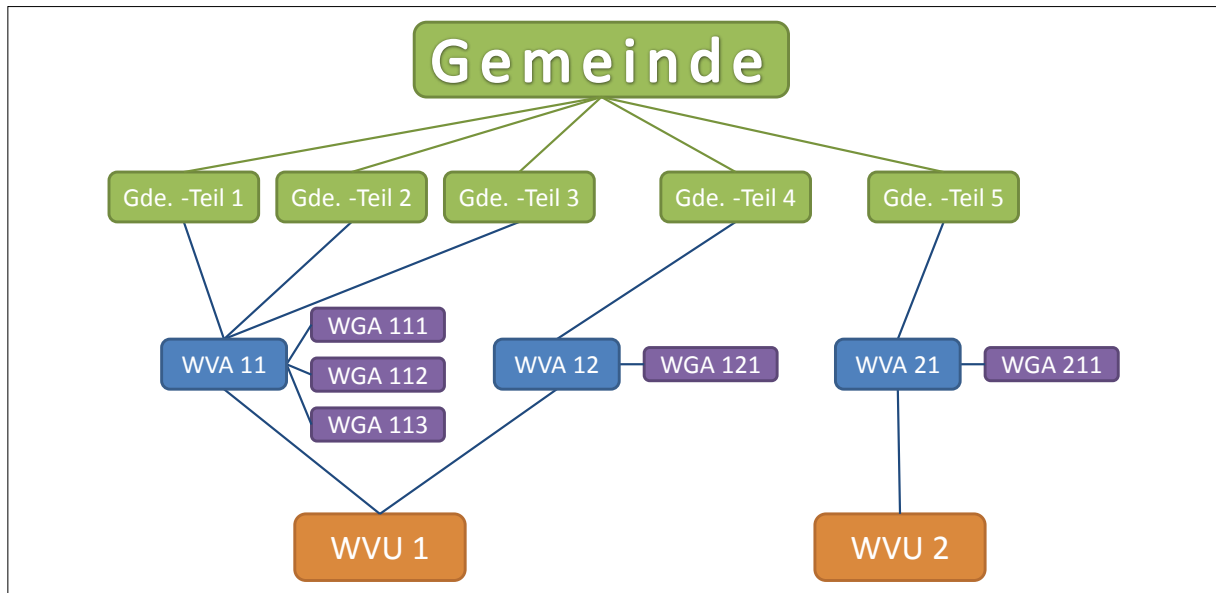 Gemeinde
Gde. -Teil 1
Gde. -Teil 2
Gde. -Teil 3
Gde. -Teil 4
Gde. -Teil 5
WGA 111
WVA 11
WGA 112
WGA 113
WVA 12
WGA 121
WVA 21
WGA 211
WVU 1
WVU 2